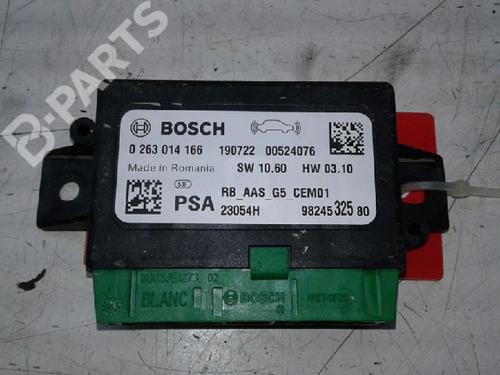 B-PARTS
BOSCH
0 263 014 166 190722 00524076
Made in Romania SW 10.60 HW 03.10
RB_AAS_G5_CEM01
PSA 23054H 98245 325 80
BLANC BOSCH